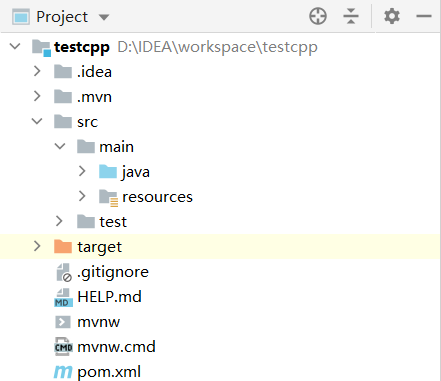 Project
testcpp D:\IDEA\workspace\testcpp
.idea
.mvn
src
main
java
resources
test
target
.gitignore
MD HELP.md
mvnw
CMD mvnw.cmd
m pom.xml